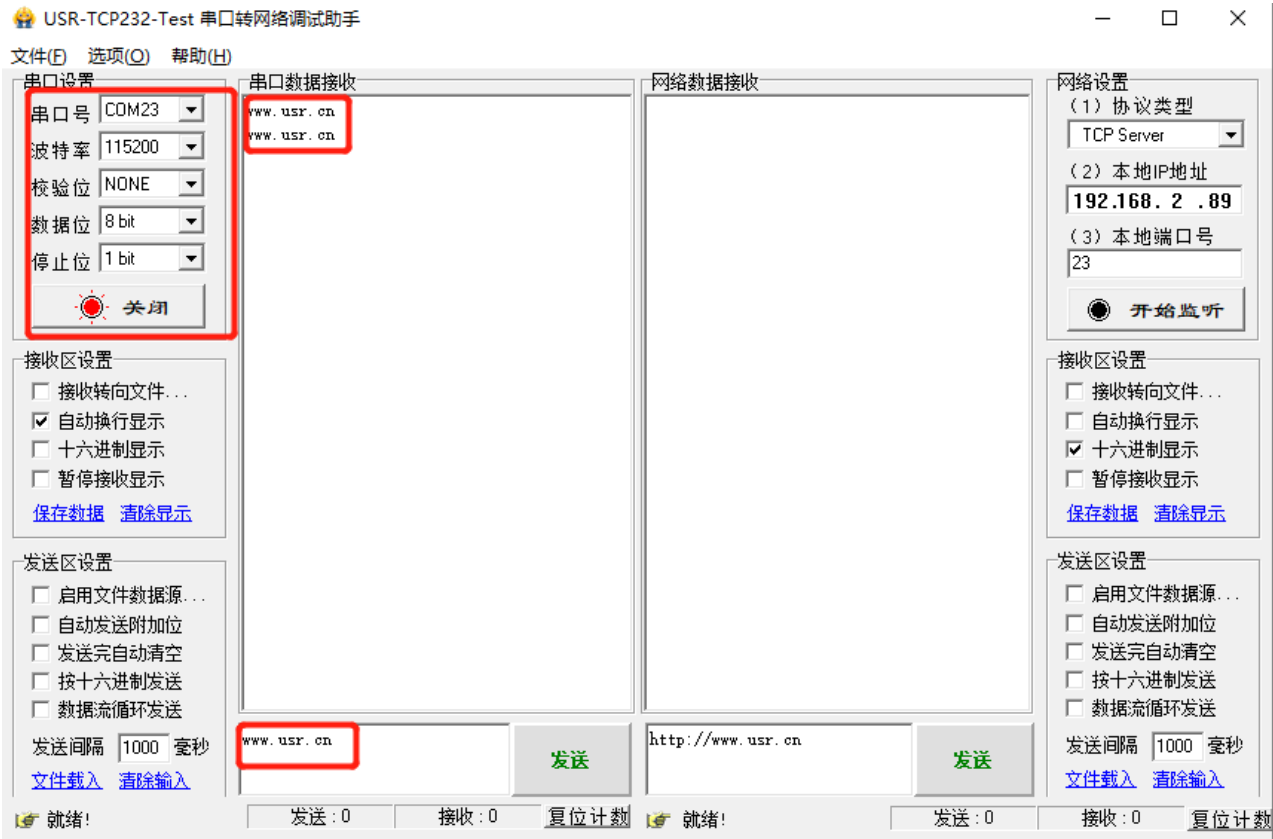 USR-TCP232-Test 串口转网络调试助手
文件(F) 选项(O) 帮助(H)
串口设置
串口号 COM23
波特率 115200
校验位 NONE
数据位 8 bit
停止位 1 bit
关闭
接收区设置
接收转向文件...
自动换行显示
十六进制显示
暂停接收显示
保存数据 清除显示
发送区设置
启用文件数据源...
自动发送附加位
发送完自动清空
按十六进制发送
数据流循环发送
发送间隔 1000 毫秒
文件载入 清除输入
串口数据接收
www.usr.cn
www.usr.cn
www.usr.cn
发送
网络数据接收
http://www.usr.cn
发送
网络设置
(1) 协议类型
TCP Server
(2) 本地IP地址
192.168. 2 .89
(3) 本地端口号
23
开始监听
接收区设置
接收转向文件...
自动换行显示
十六进制显示
暂停接收显示
保存数据 清除显示
发送区设置
启用文件数据源...
自动发送附加位
发送完自动清空
按十六进制发送
数据流循环发送
发送间隔 1000 毫秒
文件载入 清除输入
就绪! 发送 : 0 接收 : 0 复位计数
就绪! 发送 : 0 接收 : 0 复位计数